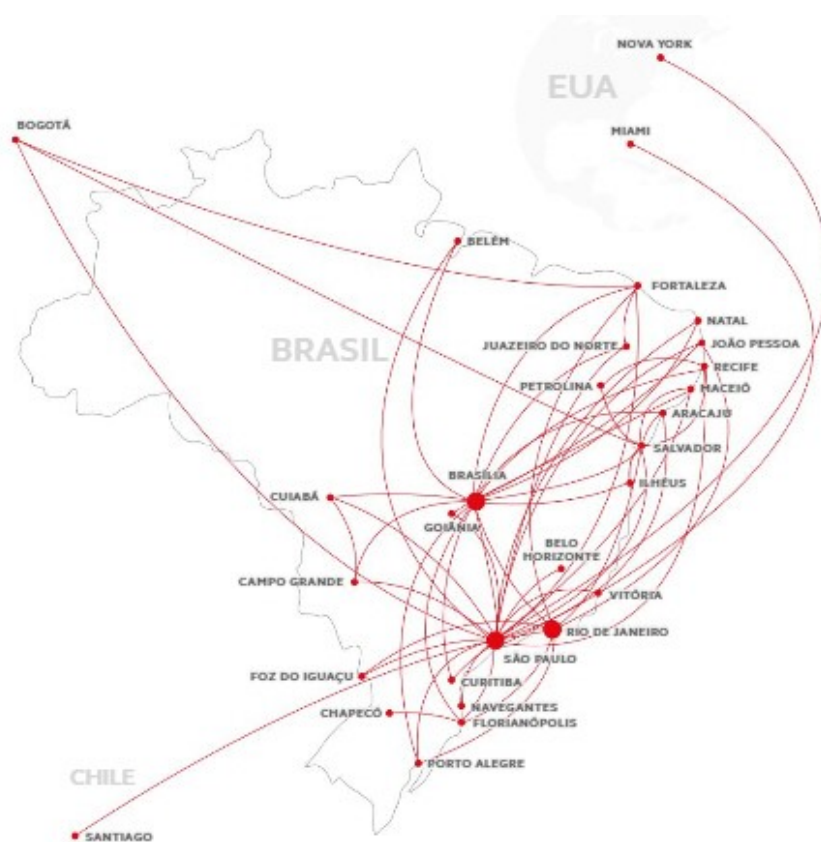 NOVA YORK
EUA
BOGOTÁ
MIAMI
BELÉM
FORTALEZA
NATAL
BRASIL
JUAZEIRO DO NORTE
JOÃO PESSOA
RECIFE
PETROLINA
MACEIÓ
ARACAJÚ
SALVADOR
BRASÍLIA
ILHÉUS
CUIABÁ
GOIÂNIA
BELO
HORIZONTE
CAMPO GRANDE
VITÓRIA
RIO DE JANEIRO
SÃO PAULO
FOZ DO IGUAÇU
CURITIBA
NAVEGANTES
CHAPECÓ
FLORIANÓPOLIS
PORTO ALEGRE
CHILE
SANTIAGO